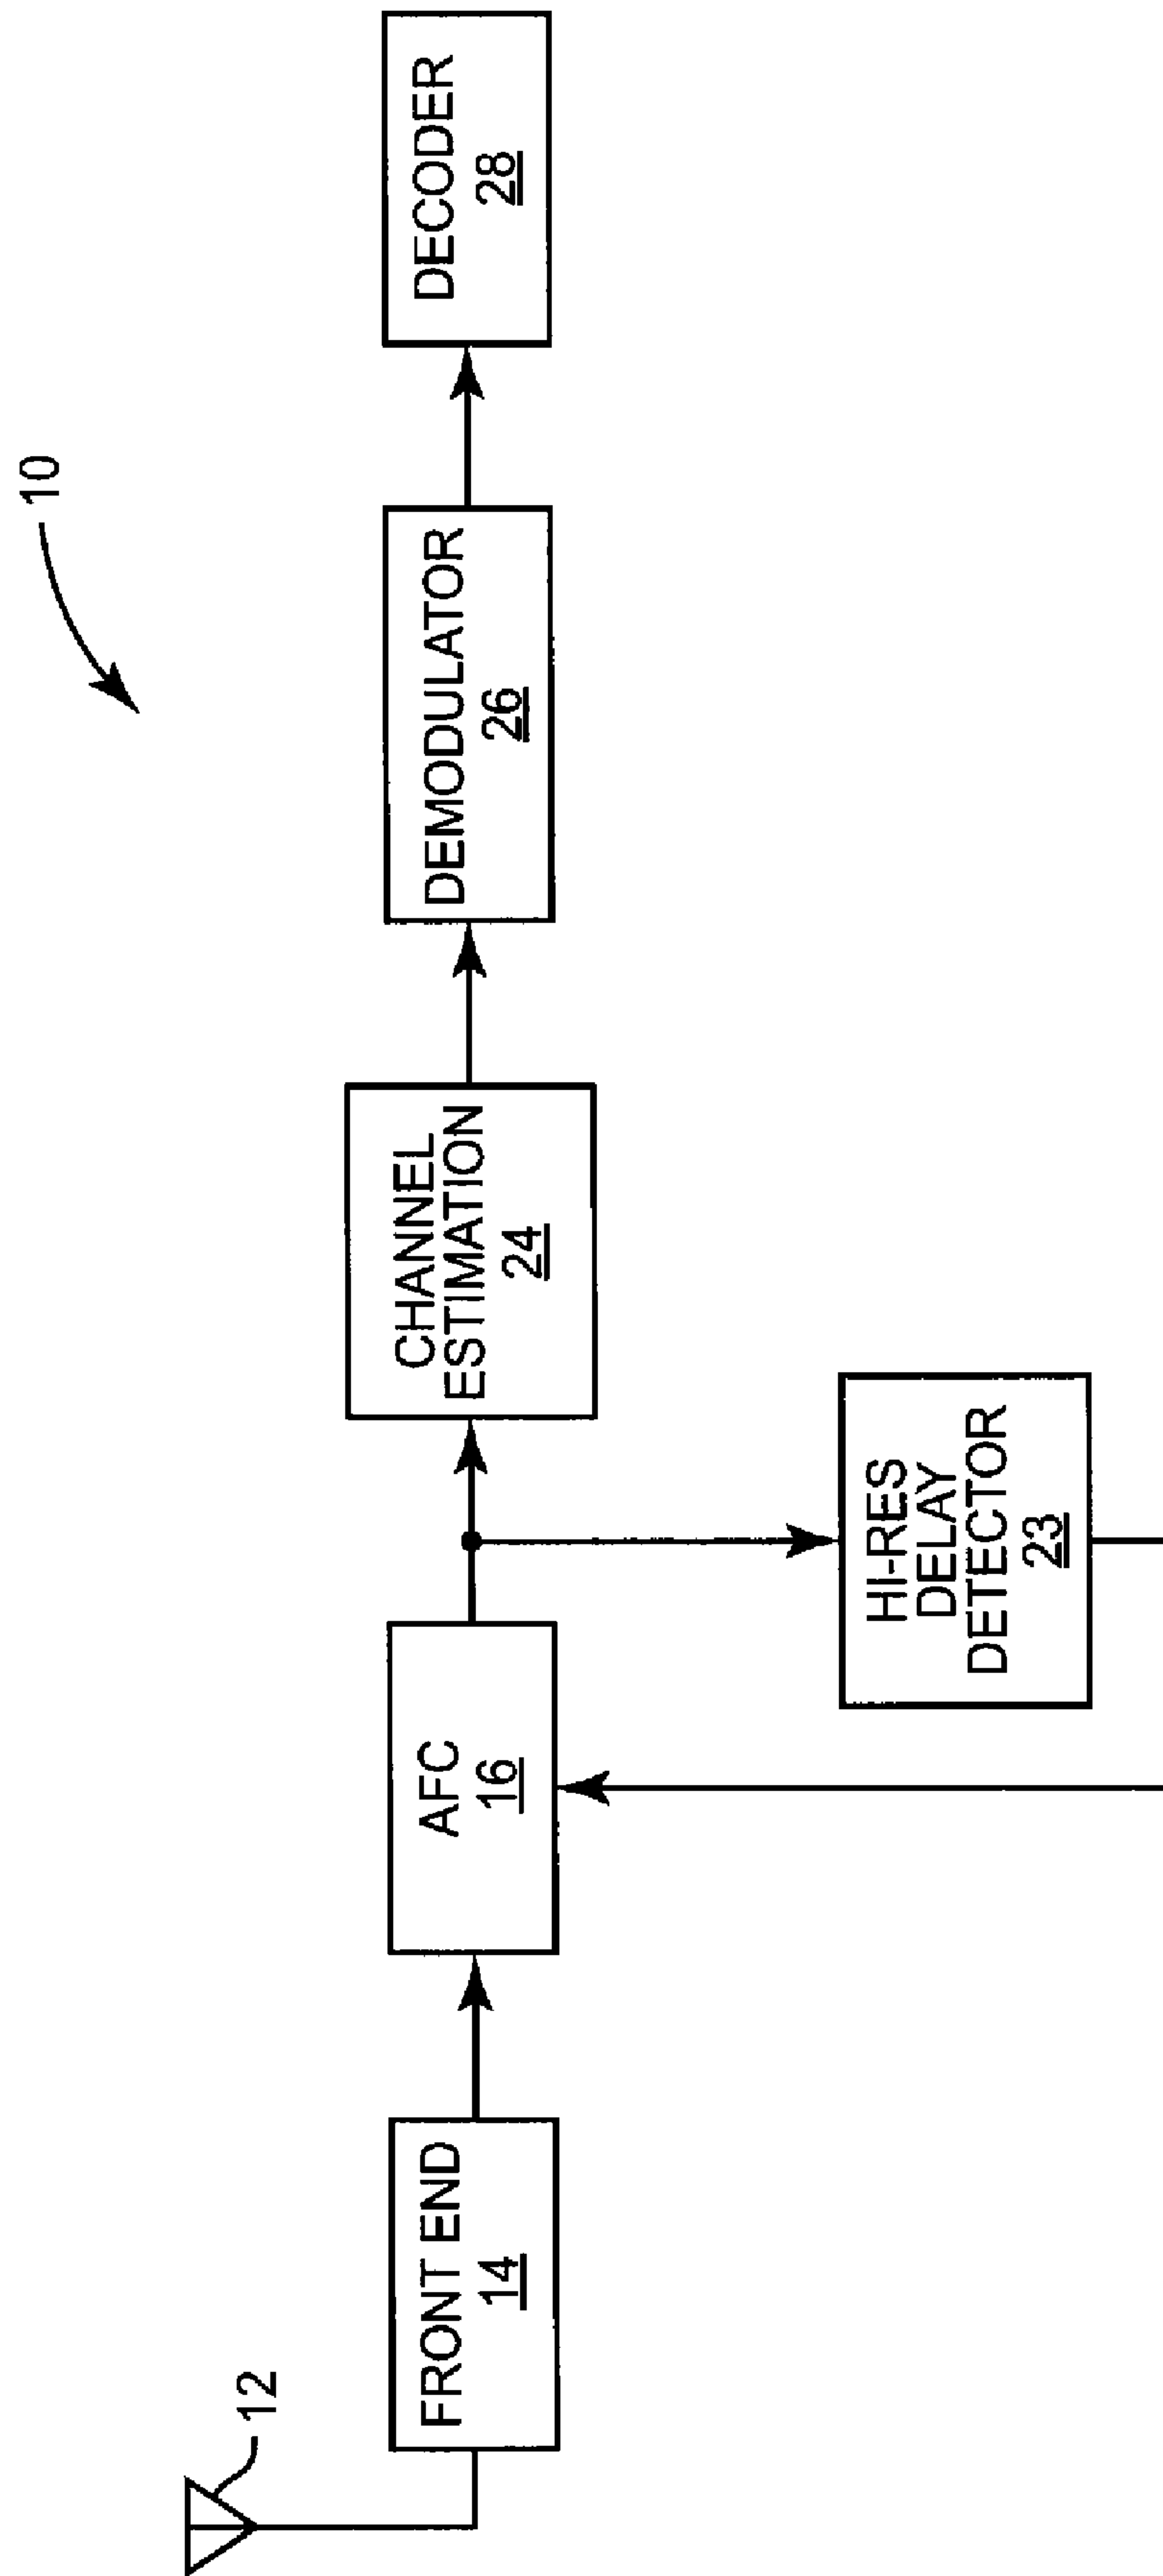 10
12
FRONT END
14
AFC
16
HI-RES
DELAY
DETECTOR
23
CHANNEL
ESTIMATION
24
DEMODULATOR
26
DECODER
28